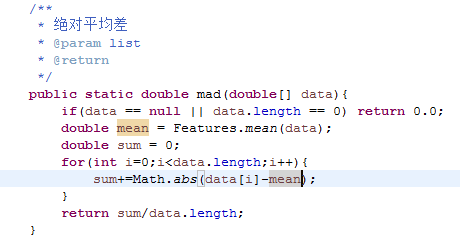 /**
 * 绝对平均差
 * @param list
 * @return
 */
public static double mad(double[] data){
    if(data == null || data.length == 0) return 0.0;
    double mean = Features.mean(data);
    double sum = 0;
    for(int i=0;i<data.length;i++){
        sum+=Math.abs(data[i]-mean);
    }
    return sum/data.length;
}